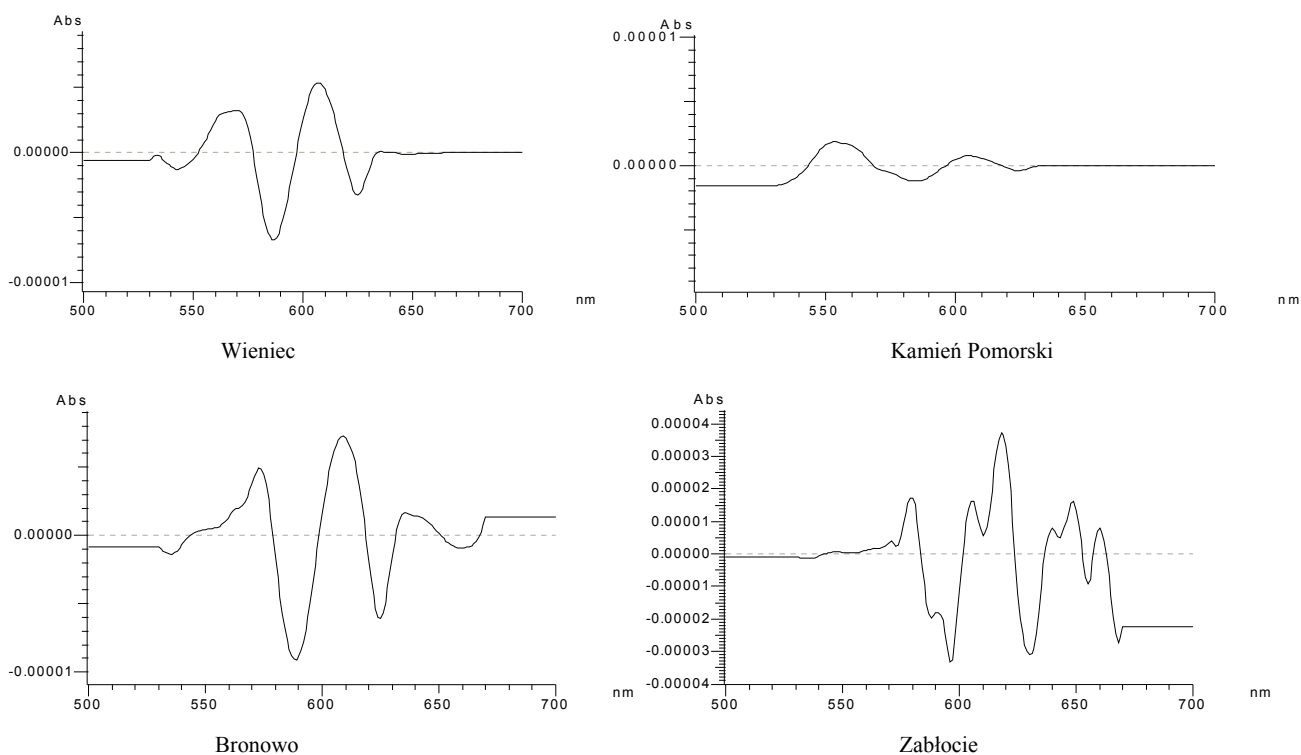 Abs
0.00000
-0.00001
500 550 600 650 700
nm
Wieniec
Abs
0.00001
0.00000
500 550 600 650 700
nm
Kamień Pomorski
Abs
0.00000
-0.00001
500 550 600 650 700
nm
Bronowo
Abs
0.00004
0.00003
0.00002
0.00001
0.00000
-0.00001
-0.00002
-0.00003
-0.00004
500 550 600 650 700
nm
Zabłocie